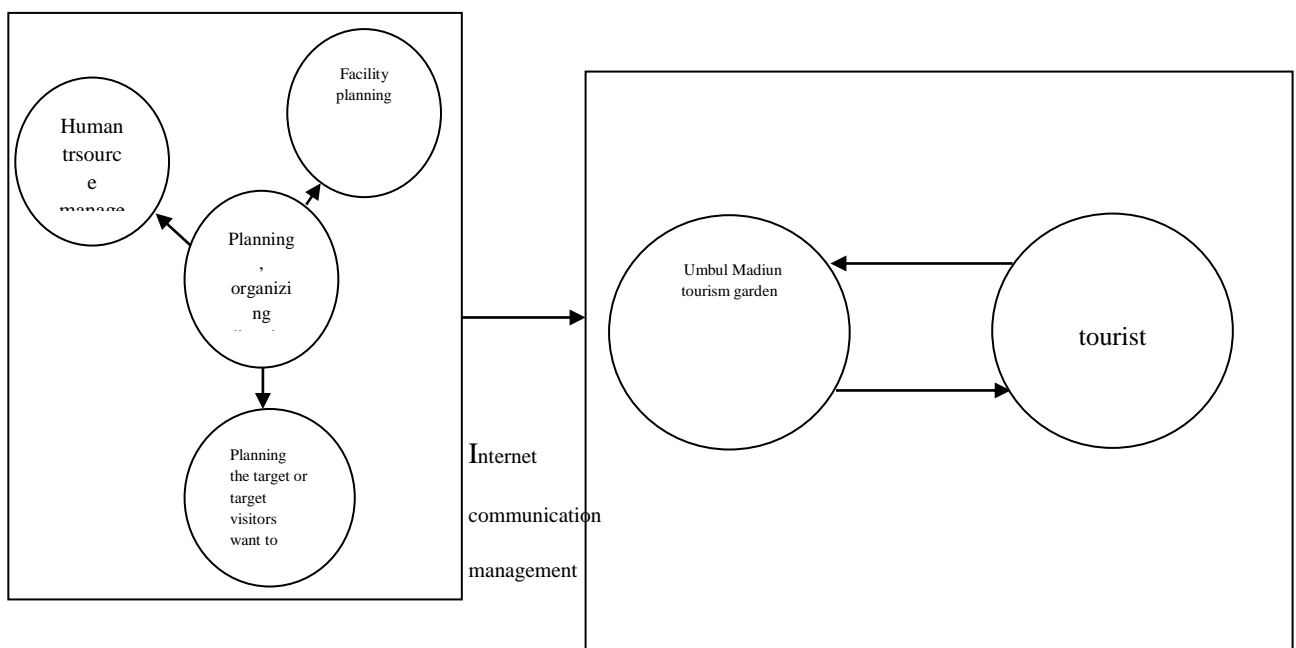 Facility
planning
Human
trsourc
e
manage
Planning
,
organizi
ng
Umbul Madiun
tourism garden
tourist
Planning
the target or
target
visitors
want to
Internet
communication
management